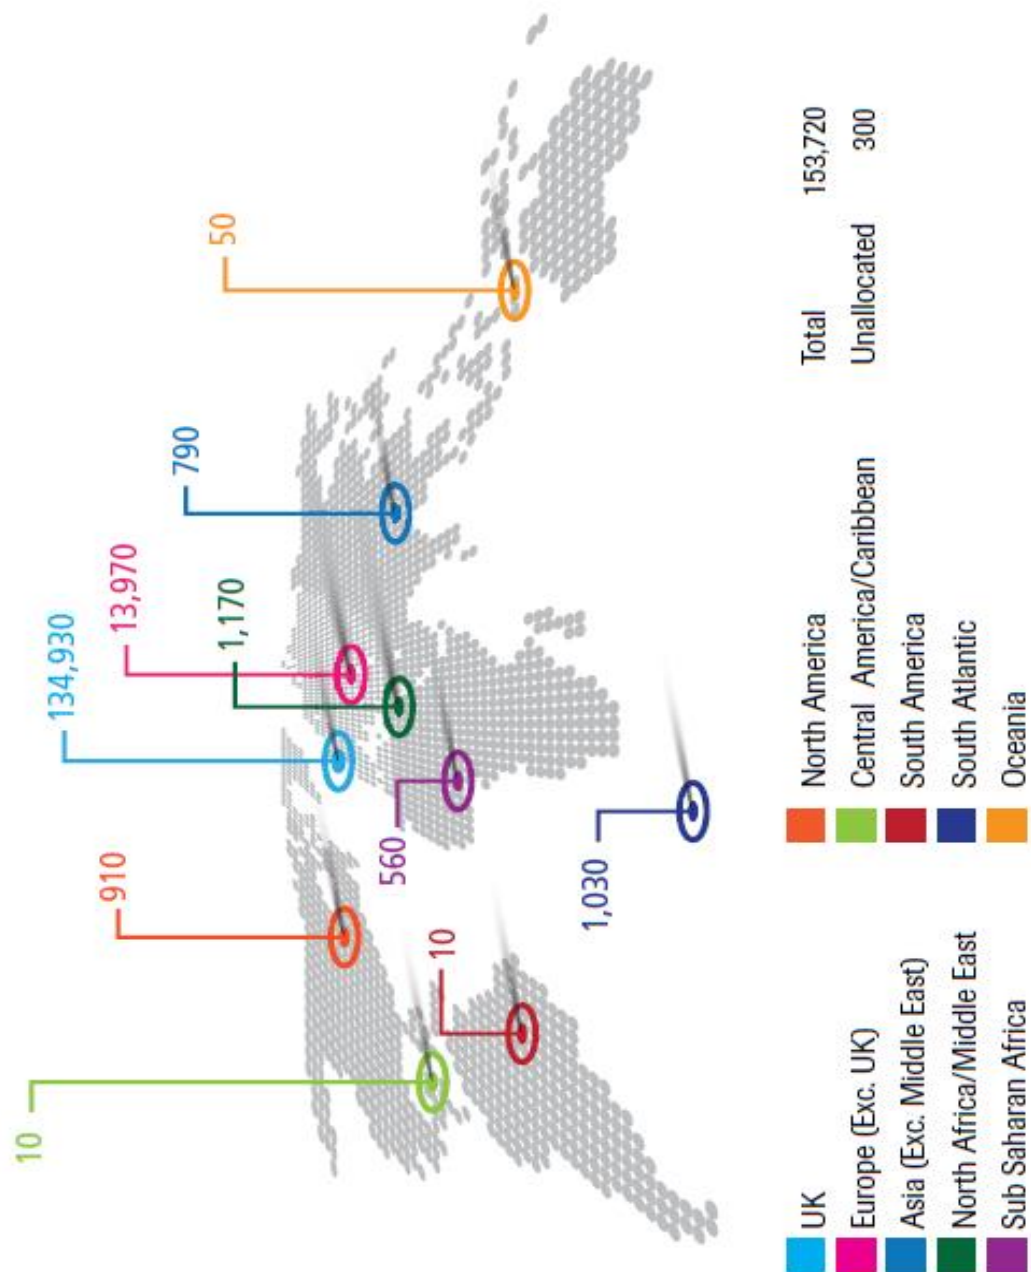 10
910
134,930
13,970
1,170
790
50
560
10
1,030
UK
Europe (Exc. UK)
Asia (Exc. Middle East)
North Africa/Middle East
Sub Saharan Africa
North America
Central America/Caribbean
South America
South Atlantic
Oceania
Total 153,720
Unallocated 300